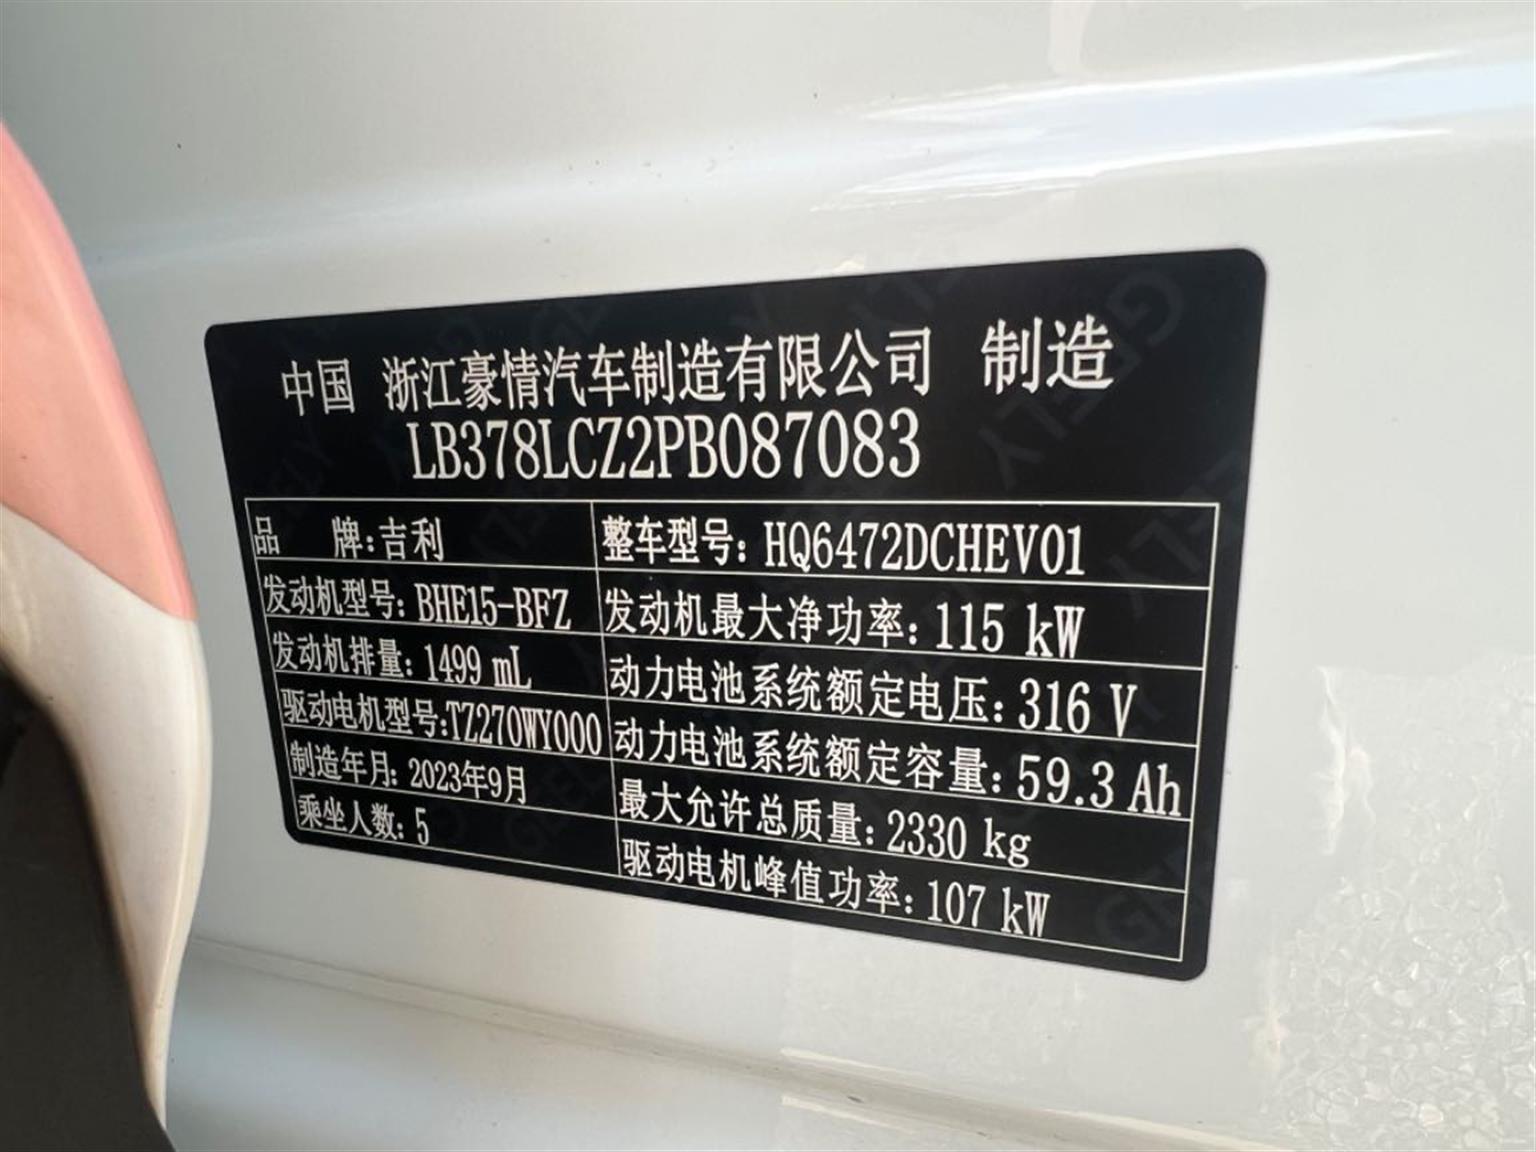 中国 浙江豪情汽车制造有限公司 制造
LB378LCZ2PB087083
品 牌:吉利 整车型号:HQ6472DCHEV01
发动机型号:BHE15-BFZ 发动机最大净功率:115 kW
发动机排量:1499 mL 动力电池系统额定电压:316 V
驱动电机型号:TZ270WY000 动力电池系统额定容量:59.3 Ah
制造年月:2023年9月 最大允许总质量:2330 kg
乘坐人数:5 驱动电机峰值功率:107 kW